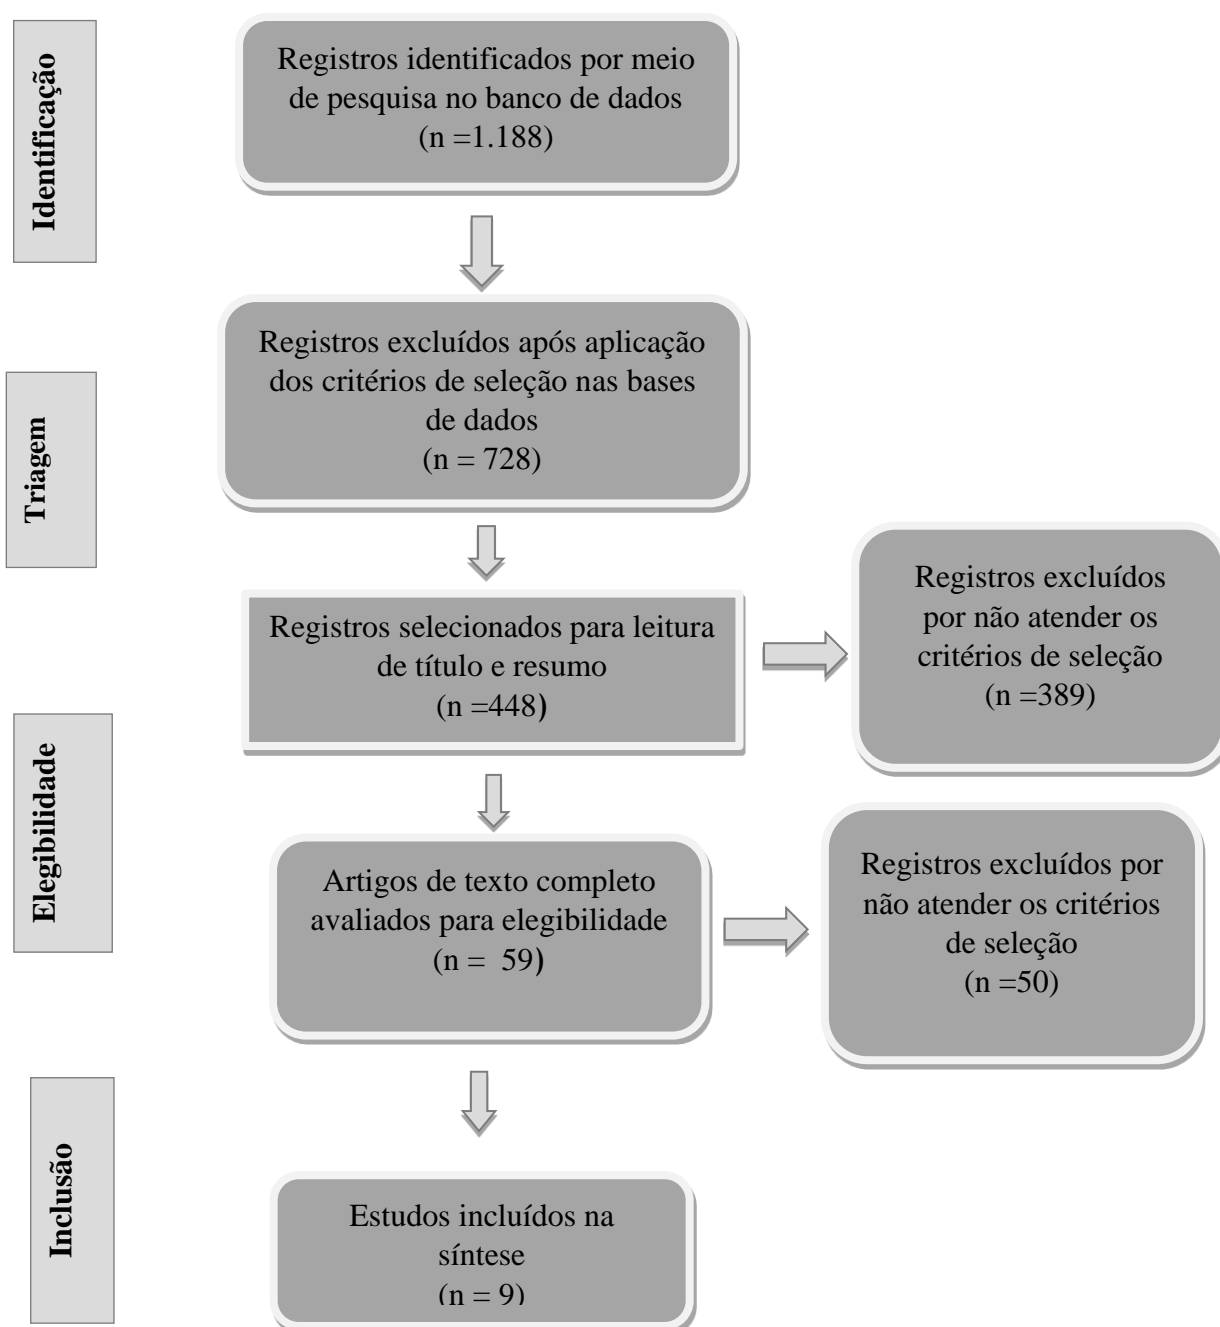 Identificação
Registros identificados por meio
de pesquisa no banco de dados
(n =1.188)
Triagem
Registros excluídos após aplicação
dos critérios de seleção nas bases
de dados
(n = 728)
Registros selecionados para leitura
de título e resumo
(n =448)
Registros excluídos
por não atender os
critérios de seleção
(n =389)
Elegibilidade
Artigos de texto completo
avaliados para elegibilidade
(n =  59)
Registros excluídos por
não atender os critérios
de seleção
(n =50)
Inclusão
Estudos incluídos na
síntese
(n = 9)